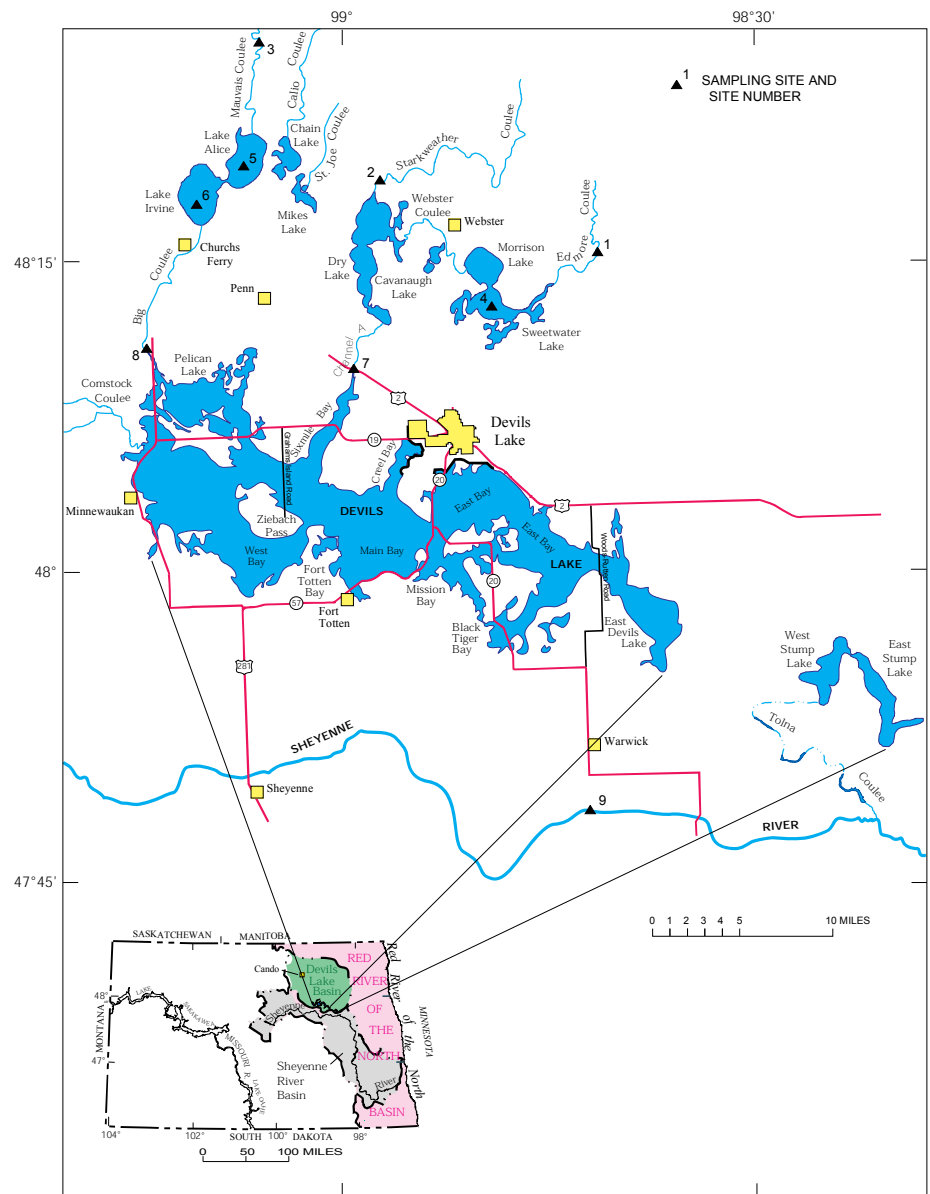 99°
98°30'
1
SAMPLING SITE AND
SITE NUMBER
3
Mauvais Coulee
Calio Coulee
St. Joe Coulee
Chain
Lake
Lake
Alice
5
6
Lake
Irvine
Mikes
Lake
2
Starkweather
Coulee
Webster
Coulee
Webster
Churchs
Ferry
Big Coulee
Dry
Lake
Cavanaugh
Lake
Morrison
Lake
Edmore Coulee
1
48°15'
Penn
4
Sweetwater
Lake
8
Pelican
Lake
Channel A
7
2
Comstock
Coulee
Devils
Lake
19
Sixmile Bay
Creel Bay
Grahams Island Road
20
East Bay
2
Minnewaukan
Ziebach
Pass
DEVILS
East Bay
West
Bay
Main Bay
LAKE
48°
Fort
Totten
Bay
Mission
Bay
20
57
Fort
Totten
Black
Tiger
Bay
East
Devils
Lake
West
Stump
Lake
East
Stump
Lake
281
Tolna
Coulee
SHEYENNE
Warwick
Sheyenne
9
RIVER
47°45'
0 1 2 3 4 5 10 MILES
SASKATCHEWAN MANITOBA
RED
RIVER
OF
THE
NORTH
BASIN
Red River of the North
Cando
Devils
Lake
Basin
MINNESOTA
MONTANA
48°
47°
LAKE
MISSOURI R.
Sheyenne
River
Sheyenne
River
Basin
104° 102° 100° 98°
SOUTH DAKOTA
0 50 100 MILES